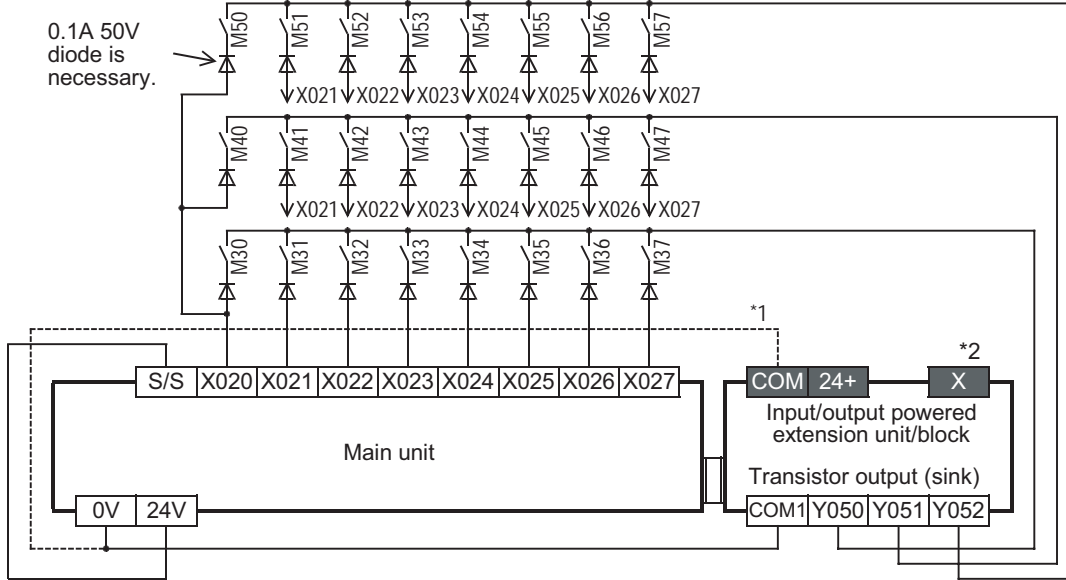 0.1A 50V
diode is
necessary.
M50 M51 M52 M53 M54 M55 M56 M57
X021 X022 X023 X024 X025 X026 X027
M40 M41 M42 M43 M44 M45 M46 M47
X021 X022 X023 X024 X025 X026 X027
M30 M31 M32 M33 M34 M35 M36 M37
*1
*2
S/S X020 X021 X022 X023 X024 X025 X026 X027
COM 24+ X
Input/output powered
extension unit/block
Main unit
Transistor output (sink)
0V 24V
COM1 Y050 Y051 Y052